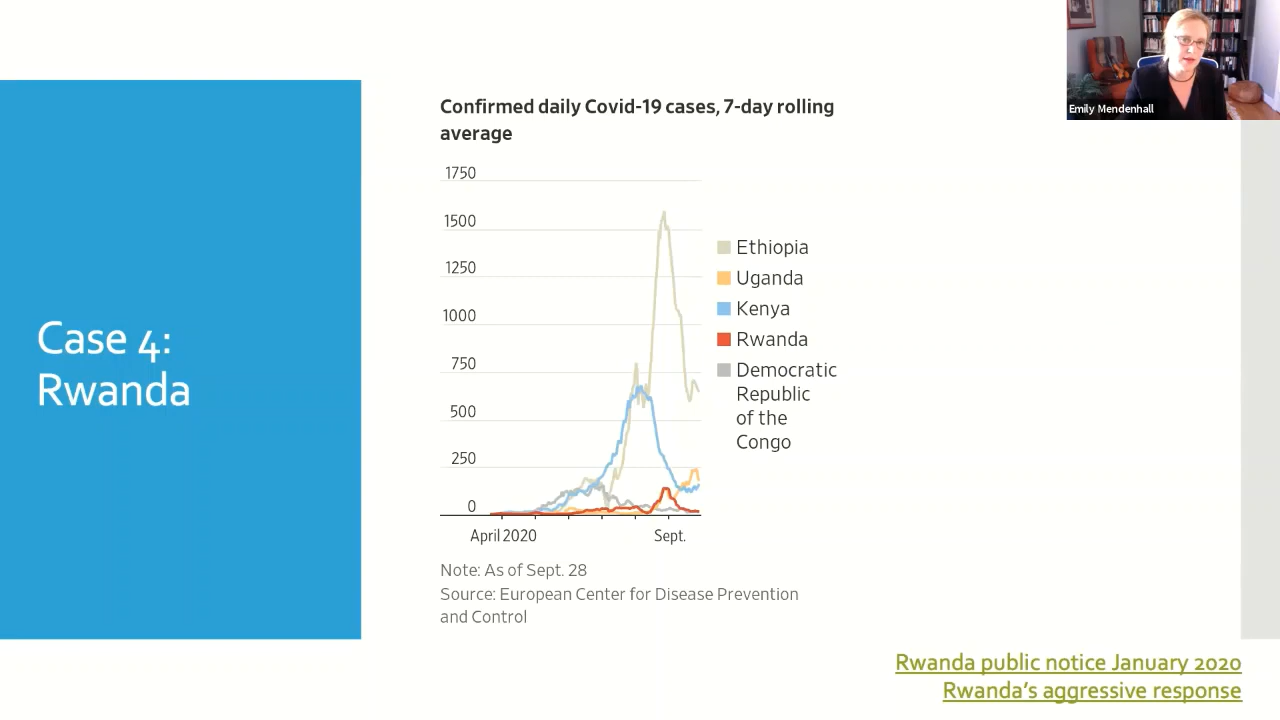 Emily Mendenhall
Case 4:
Rwanda
Confirmed daily Covid-19 cases, 7-day rolling
average
1750
1500
1250
1000
750
500
250
0
April 2020
Sept.
Ethiopia
Uganda
Kenya
Rwanda
Democratic
Republic
of the
Congo
Note: As of Sept. 28
Source: European Center for Disease Prevention
and Control
Rwanda public notice January 2020
Rwanda's aggressive response